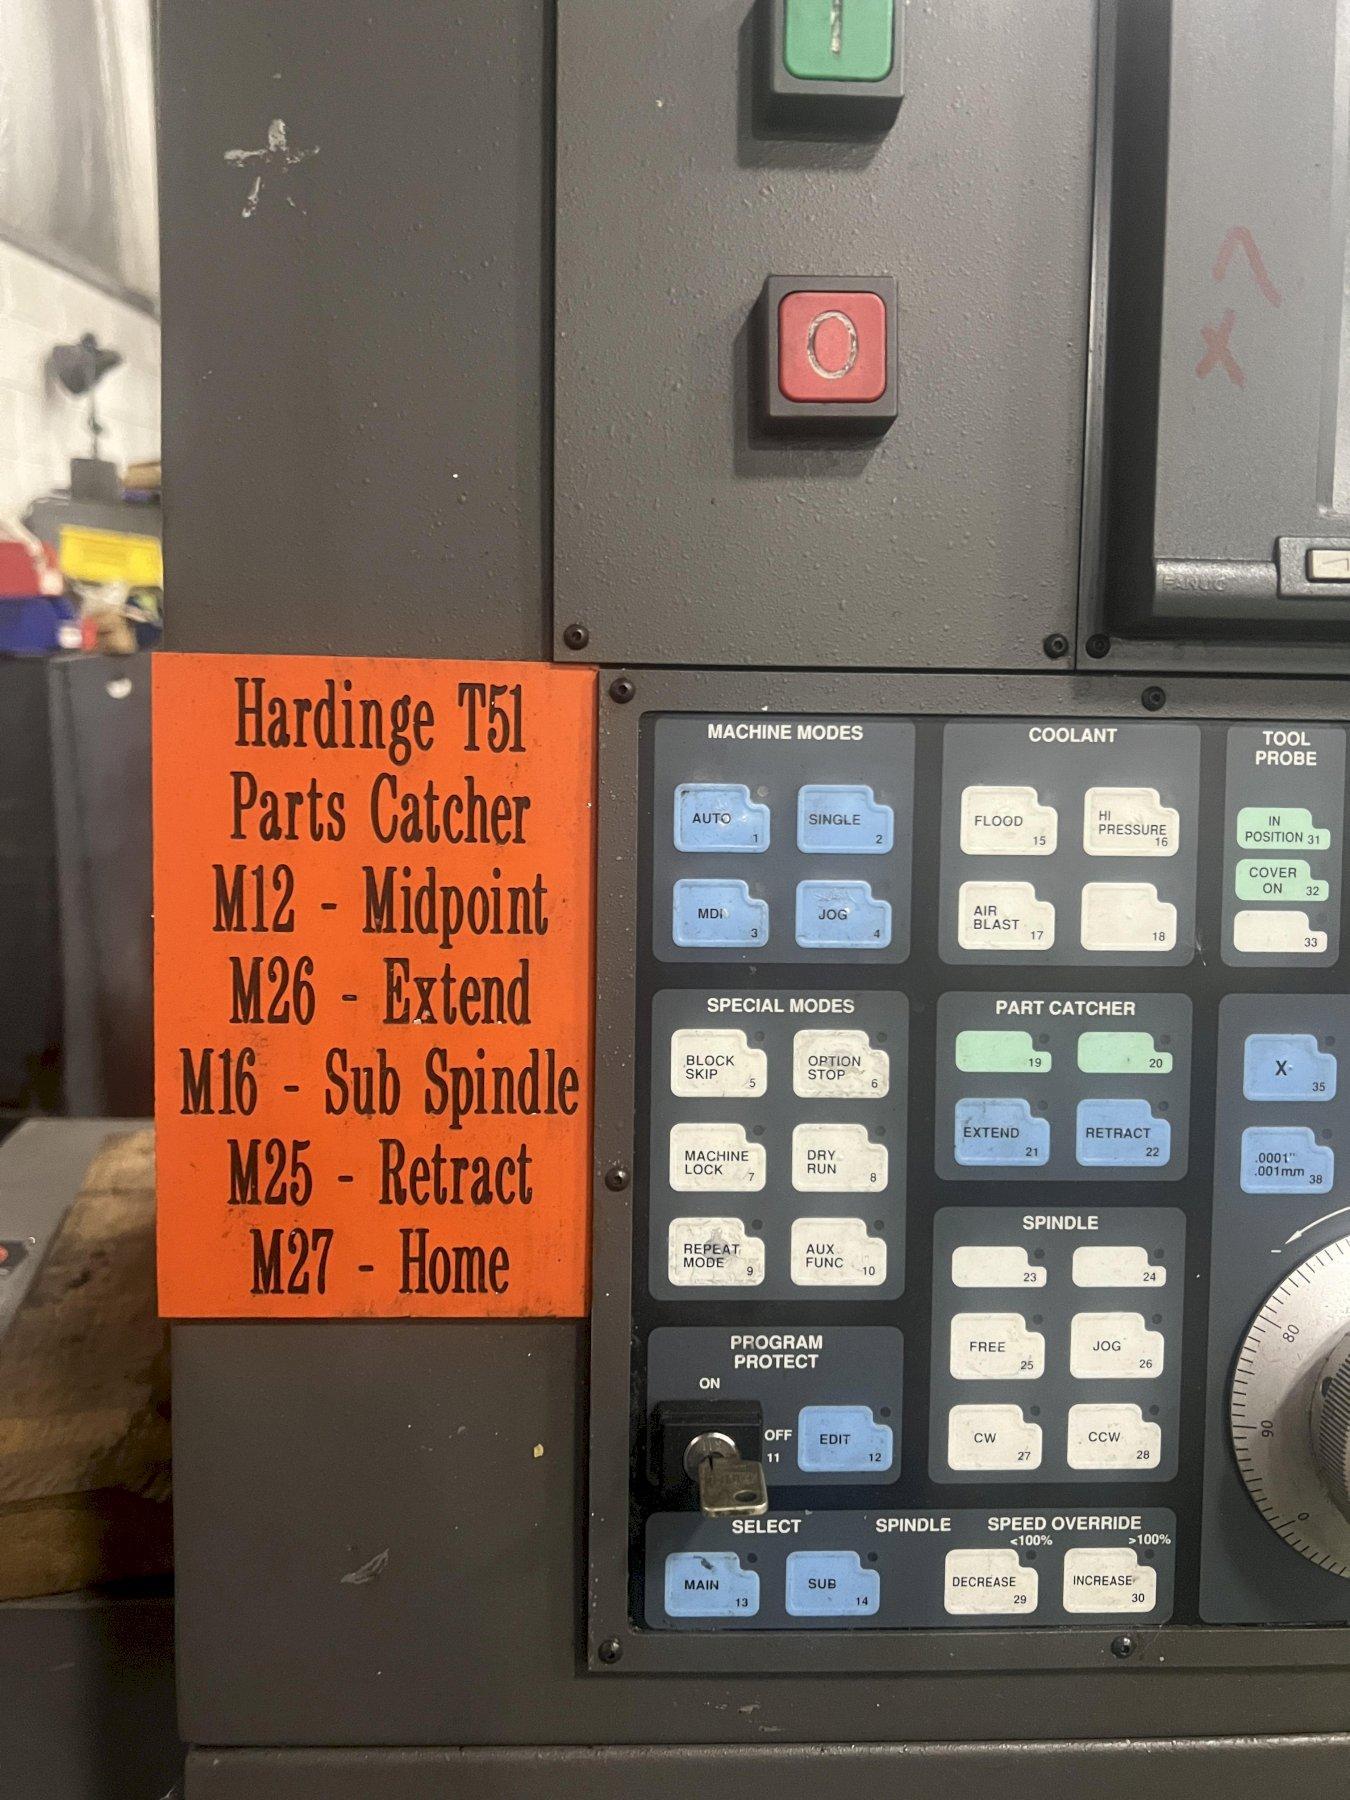 I
O
FANUC
Hardinge T51
Parts Catcher
M12 - Midpoint
M26 - Extend
M16 - Sub Spindle
M25 - Retract
M27 - Home
MACHINE MODES
AUTO 1
SINGLE 2
MDI 3
JOG 4
COOLANT
FLOOD 15
HI
PRESSURE 16
AIR
BLAST 17
18
TOOL
PROBE
IN
POSITION 31
COVER
ON 32
33
SPECIAL MODES
BLOCK
SKIP 5
OPTION
STOP 6
MACHINE
LOCK 7
DRY
RUN 8
REPEAT
MODE 9
AUX
FUNC 10
PART CATCHER
19
20
EXTEND 21
RETRACT 22
X 35
.0001"
.001mm 38
SPINDLE
23
24
FREE 25
JOG 26
CW 27
CCW 28
80
90
0
PROGRAM
PROTECT
ON
OFF
11
EDIT 12
SELECT SPINDLE
MAIN 13
SUB 14
SPEED OVERRIDE
<100% >100%
DECREASE 29
INCREASE 30